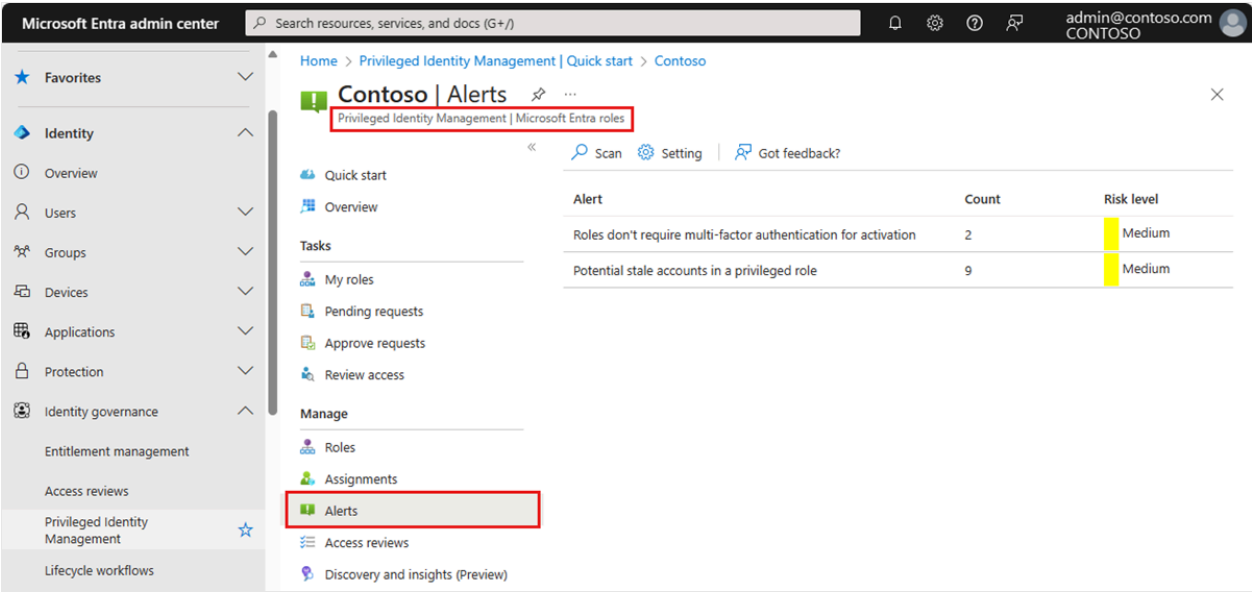 Microsoft Entra admin center
Search resources, services, and docs (G+/)
admin@contoso.com
CONTOSO
Favorites
Identity
Overview
Users
Groups
Devices
Applications
Protection
Identity governance
Entitlement management
Access reviews
Privileged Identity
Management
Lifecycle workflows
Home > Privileged Identity Management | Quick start > Contoso
Contoso | Alerts
Privileged Identity Management | Microsoft Entra roles
Quick start
Overview
Tasks
My roles
Pending requests
Approve requests
Review access
Manage
Roles
Assignments
Alerts
Access reviews
Discovery and insights (Preview)
Scan Setting Got feedback?
Alert Count Risk level
Roles don't require multi-factor authentication for activation 2 Medium
Potential stale accounts in a privileged role 9 Medium